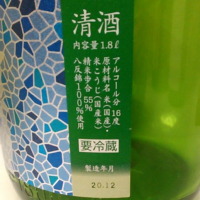 清酒
内容量1.8ℓ
アルコール分 16度
原材料名 米(国産)
米こうじ(国産米)
精米歩合 55%
八反錦100%使用
要冷蔵
製造年月
20.12